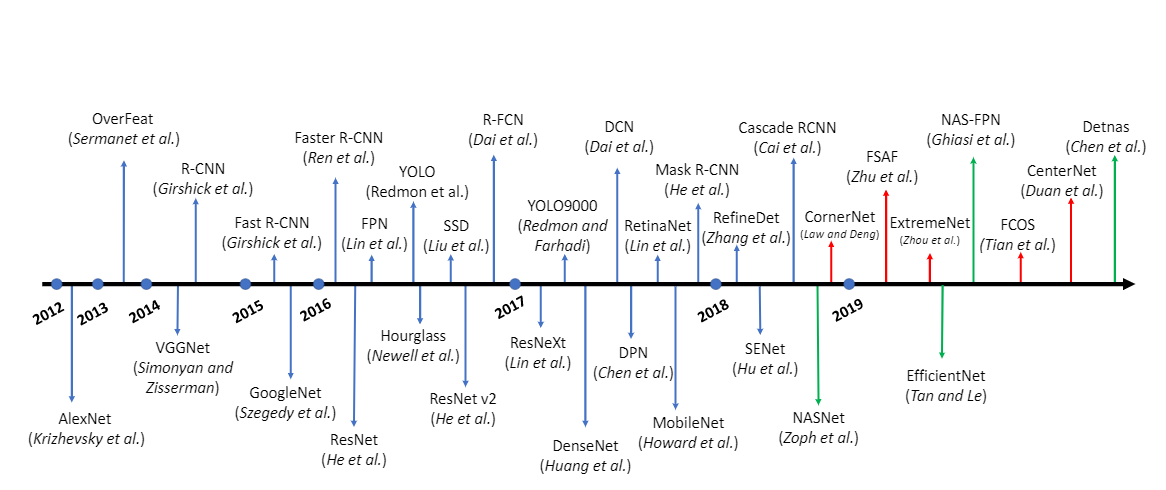 OverFeat
(Sermanet et al.)
R-CNN
(Girshick et al.)
Fast R-CNN
(Girshick et al.)
Faster R-CNN
(Ren et al.)
FPN
(Lin et al.)
YOLO
(Redmon et al.)
SSD
(Liu et al.)
R-FCN
(Dai et al.)
YOLO9000
(Redmon and
Farhadi)
DCN
(Dai et al.)
RetinaNet
(Lin et al.)
Mask R-CNN
(He et al.)
RefineDet
(Zhang et al.)
Cascade RCNN
(Cai et al.)
CornerNet
(Law and Deng)
FSAF
(Zhu et al.)
ExtremeNet
(Zhou et al.)
NAS-FPN
(Ghiasi et al.)
FCOS
(Tian et al.)
CenterNet
(Duan et al.)
Detnas
(Chen et al.)
2012
2013
2014
2015
2016
2017
2018
2019
AlexNet
(Krizhevsky et al.)
VGGNet
(Simonyan and
Zisserman)
GoogleNet
(Szegedy et al.)
ResNet
(He et al.)
Hourglass
(Newell et al.)
ResNet v2
(He et al.)
ResNeXt
(Lin et al.)
DenseNet
(Huang et al.)
DPN
(Chen et al.)
MobileNet
(Howard et al.)
SENet
(Hu et al.)
NASNet
(Zoph et al.)
EfficientNet
(Tan and Le)